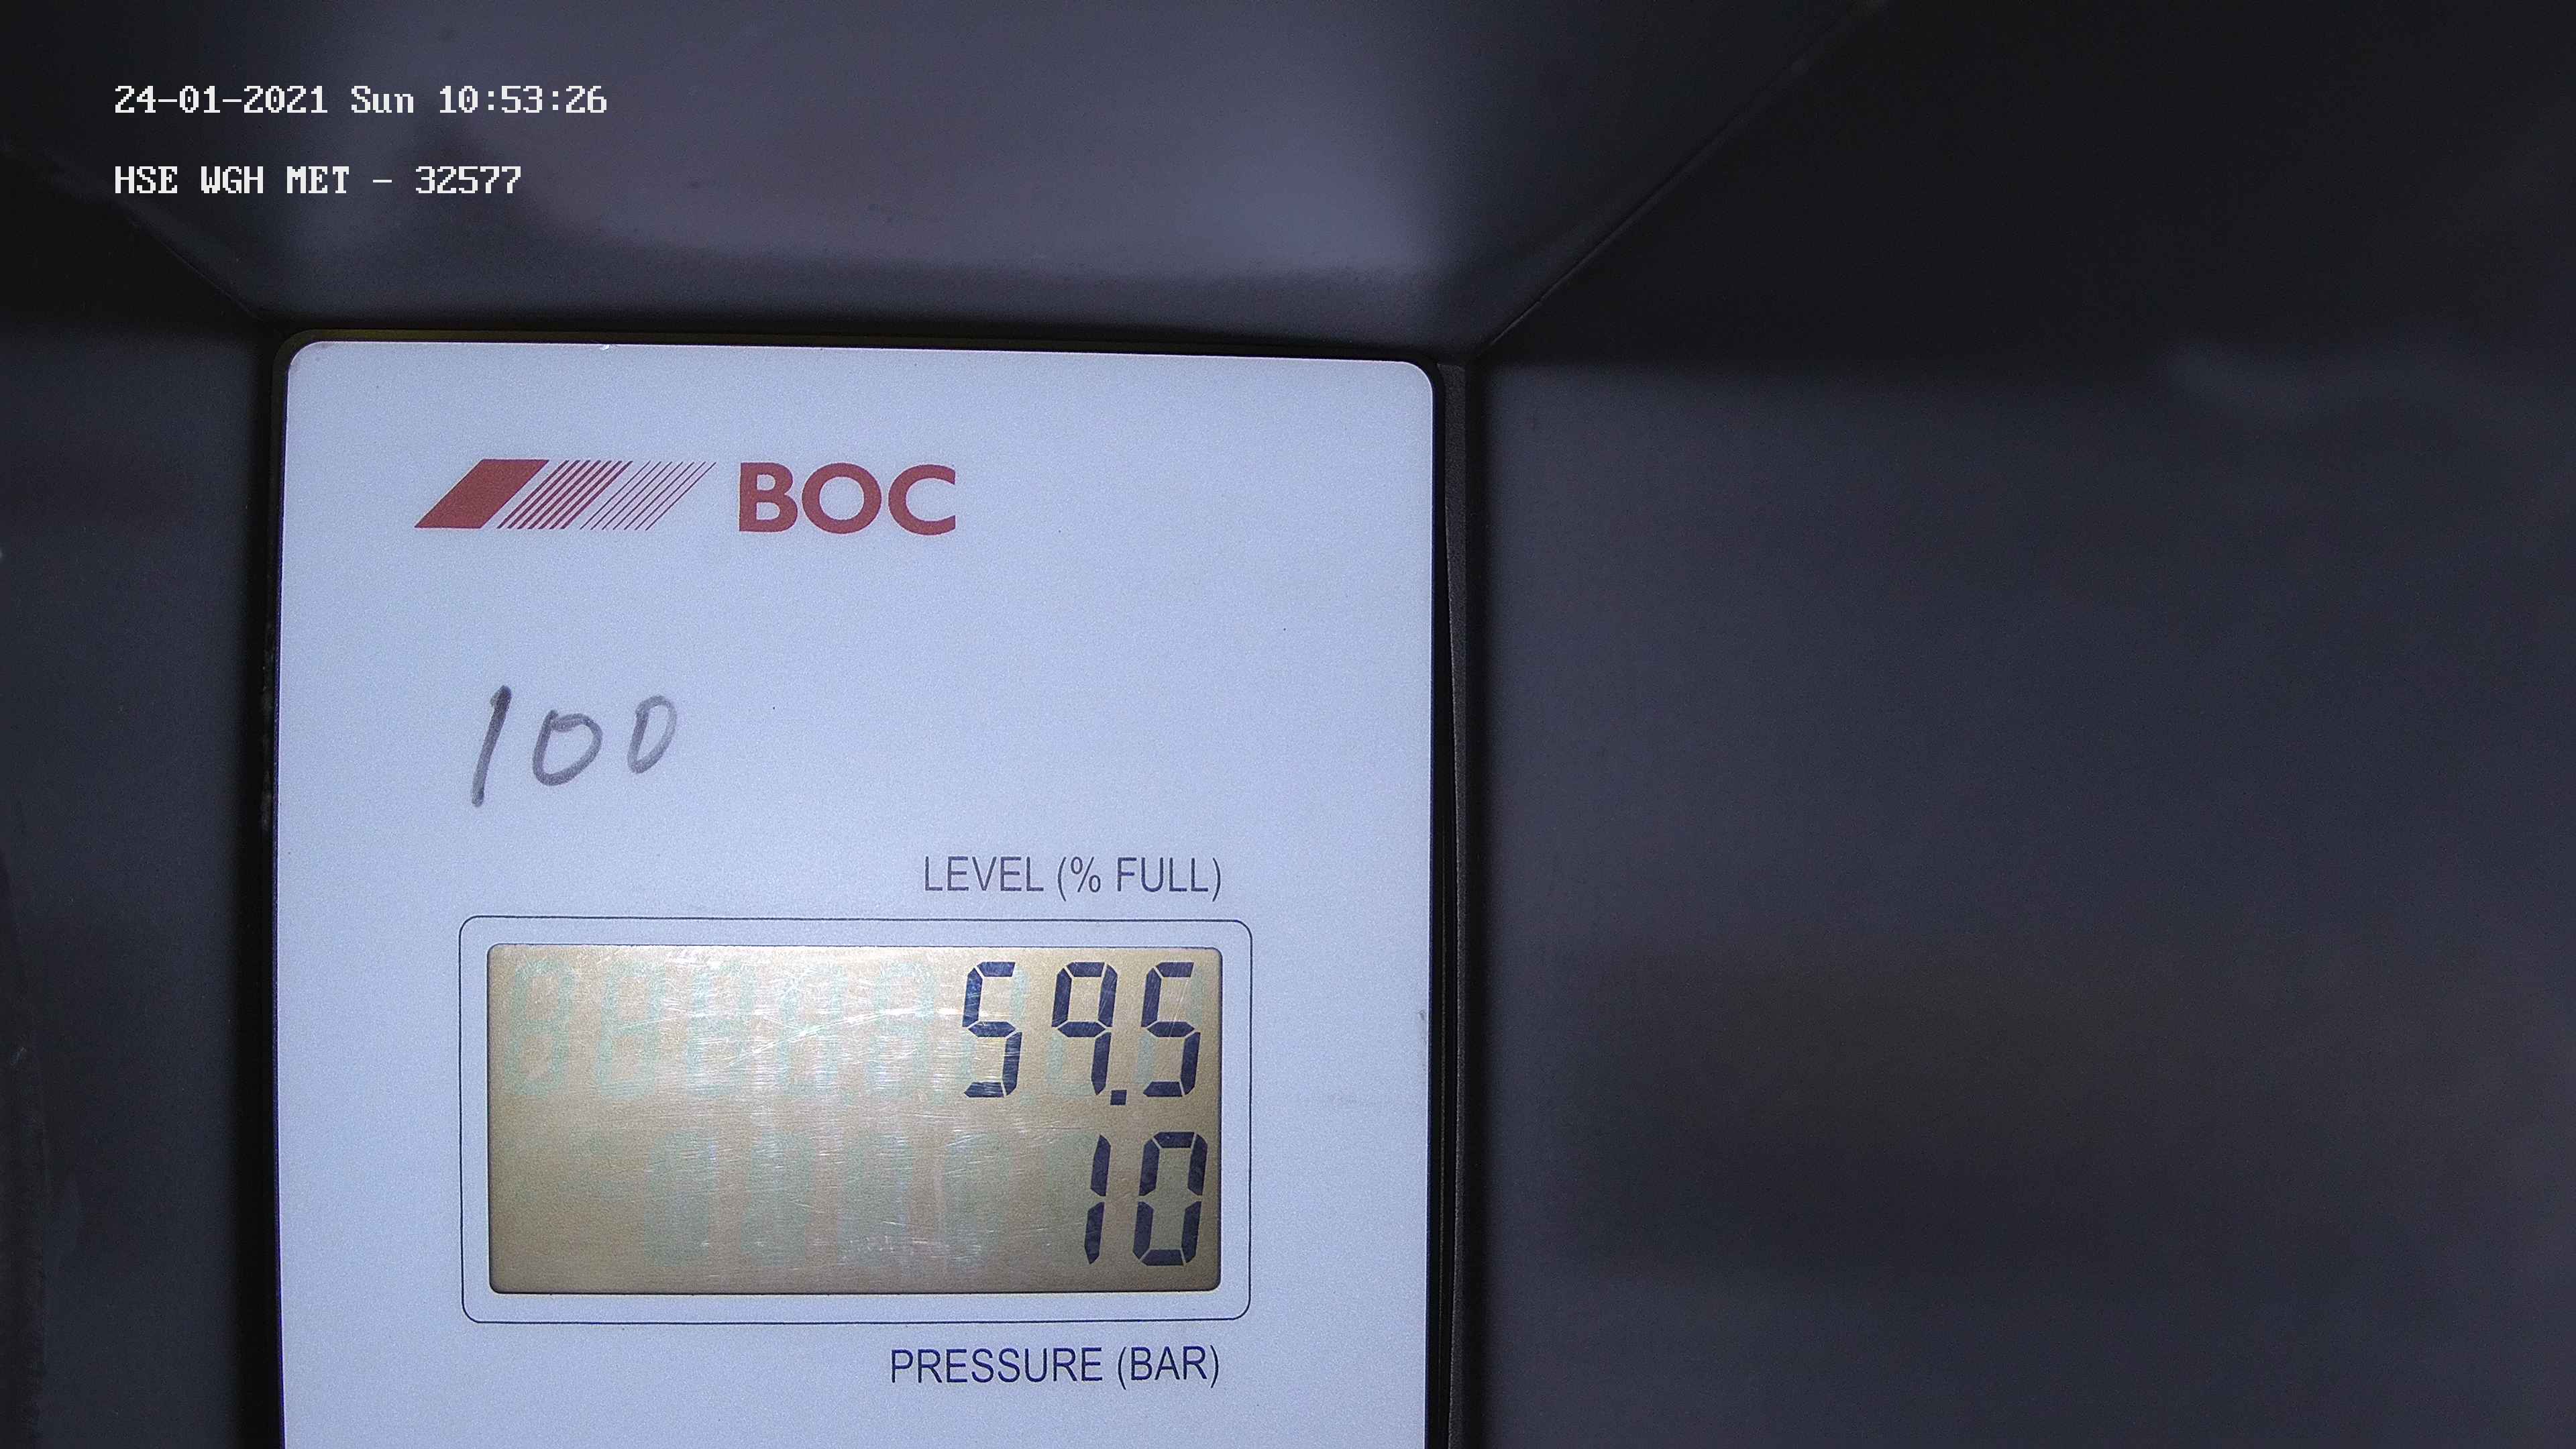 24-01-2021 Sun 10:53:26
HSE WGH MET - 32577
BOC
100
LEVEL (% FULL)
59.5
10
PRESSURE (BAR)